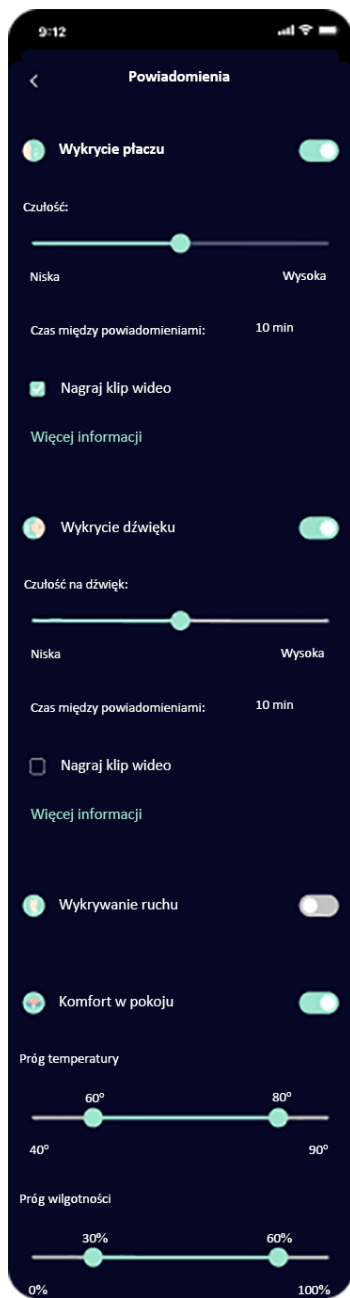 9:12
Powiadomienia
Wykrycie płaczu
Czułość:
Niska Wysoka
Czas między powiadomieniami: 10 min
Nagraj klip wideo
Więcej informacji
Wykrycie dźwięku
Czułość na dźwięk:
Niska Wysoka
Czas między powiadomieniami: 10 min
Nagraj klip wideo
Więcej informacji
Wykrywanie ruchu
Komfort w pokoju
Próg temperatury
60° 80°
40° 90°
Próg wilgotności
30% 60%
0% 100%